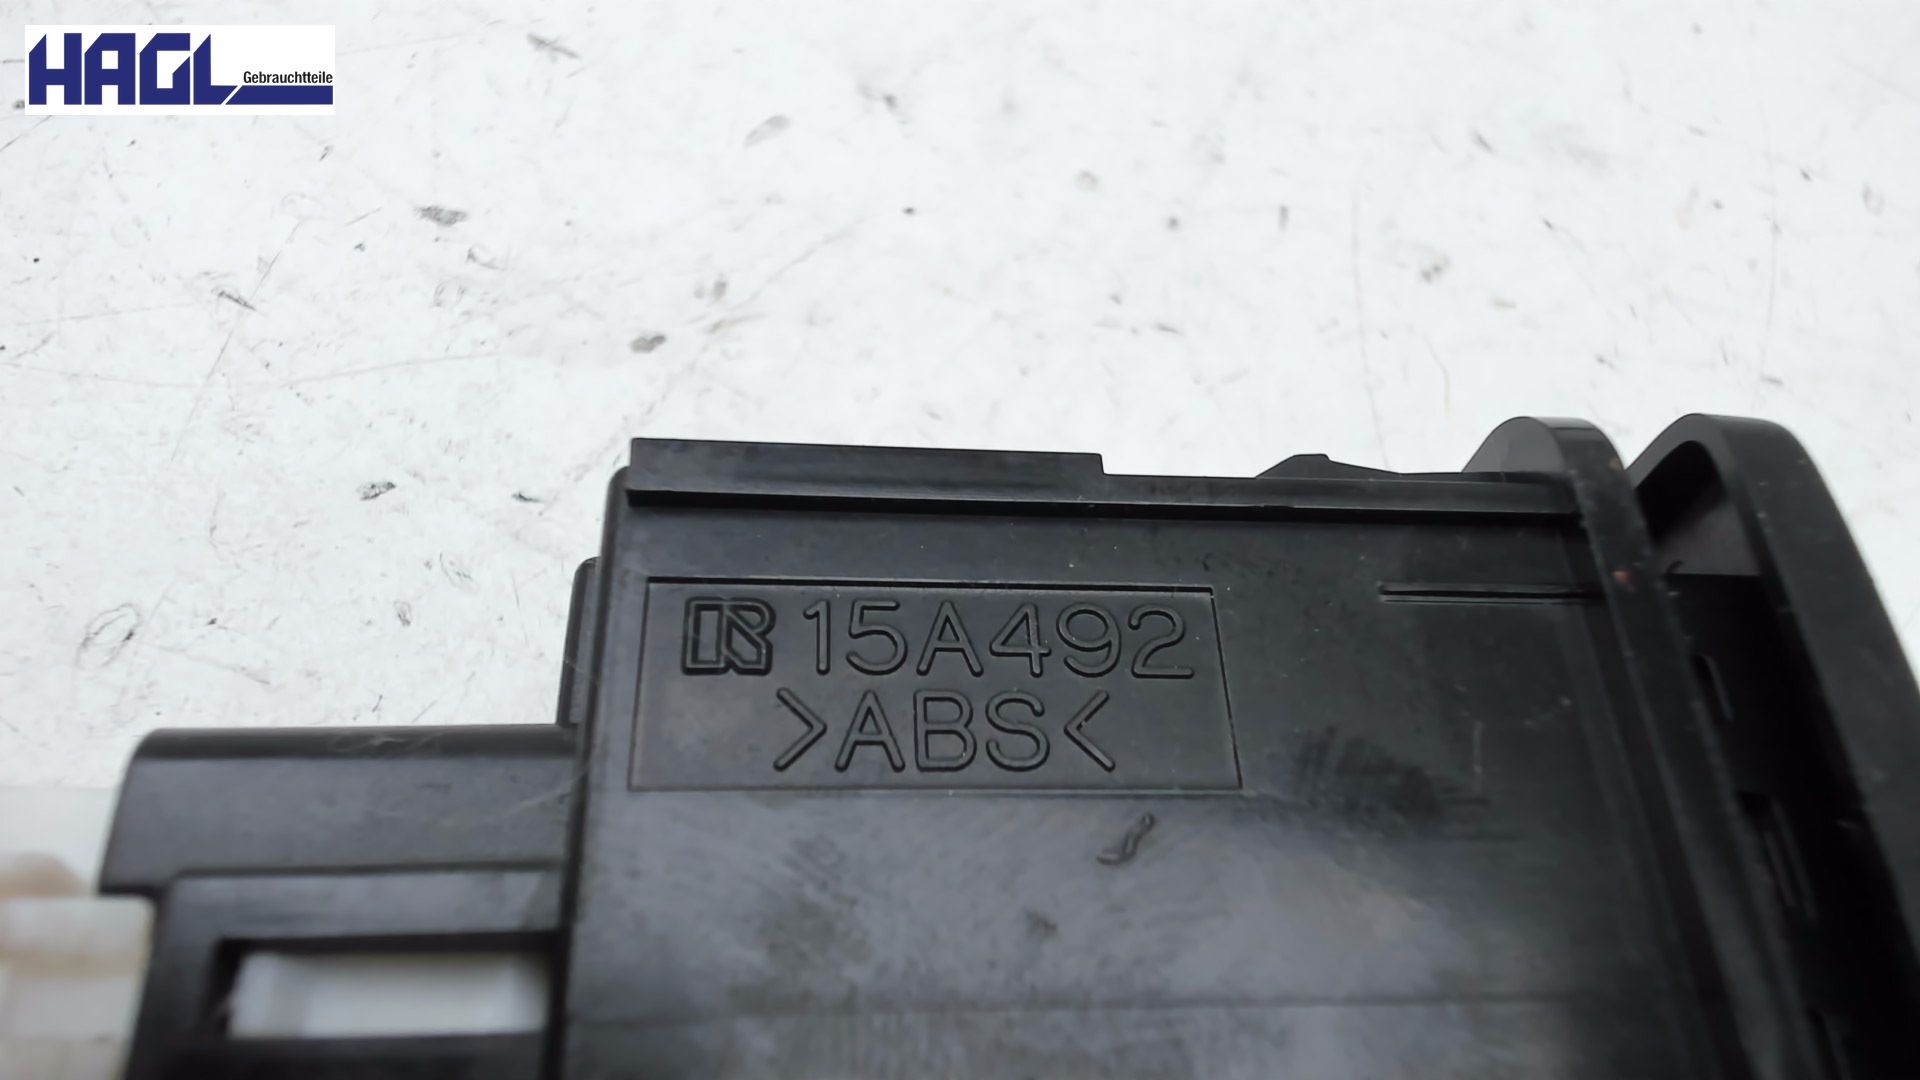 HAGL
Gebrauchtteile
15A492
>ABS<